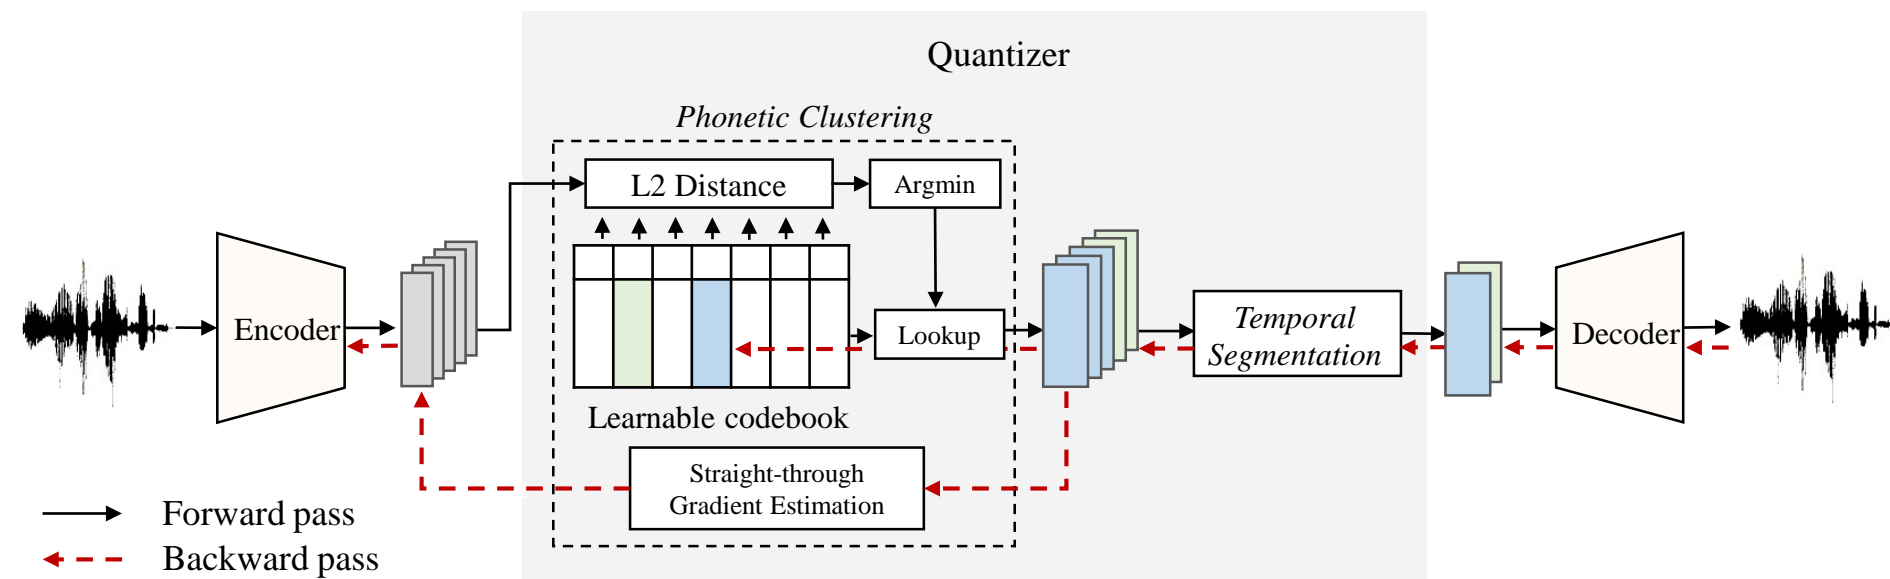 Quantizer
Phonetic Clustering
L2 Distance
Argmin
Encoder
Lookup
Temporal
Segmentation
Decoder
Learnable codebook
Straight-through
Gradient Estimation
Forward pass
Backward pass